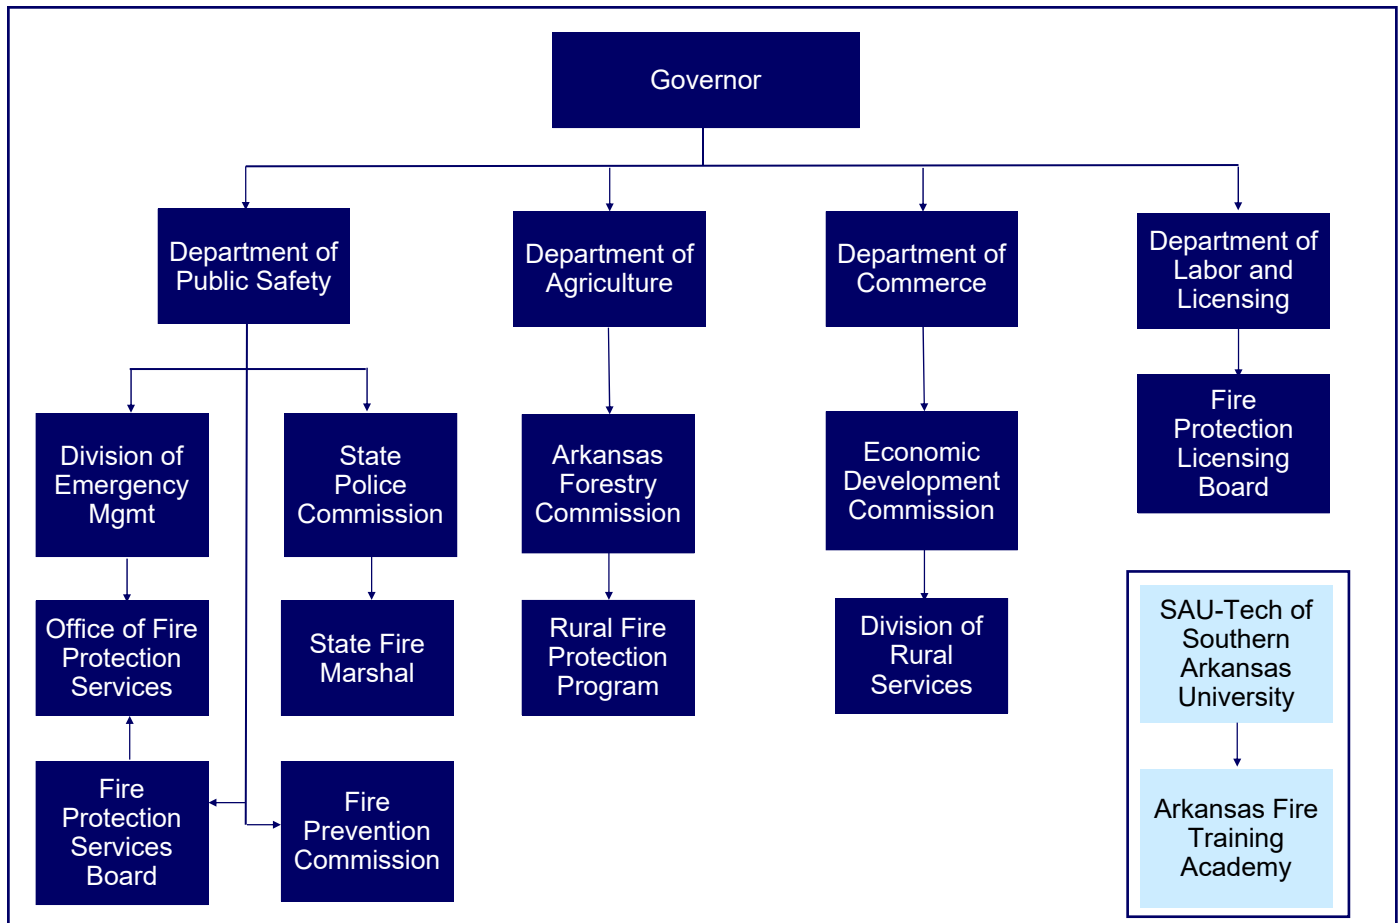 Governor
Department of
Public Safety
Department of
Agriculture
Department of
Commerce
Department of
Labor and
Licensing
Division of
Emergency
Mgmt
State
Police
Commission
Arkansas
Forestry
Commission
Economic
Development
Commission
Fire
Protection
Licensing
Board
Office of Fire
Protection
Services
State Fire
Marshal
Rural Fire
Protection
Program
Division of
Rural
Services
SAU-Tech of
Southern
Arkansas
University
Fire
Protection
Services
Board
Fire
Prevention
Commission
Arkansas Fire
Training
Academy